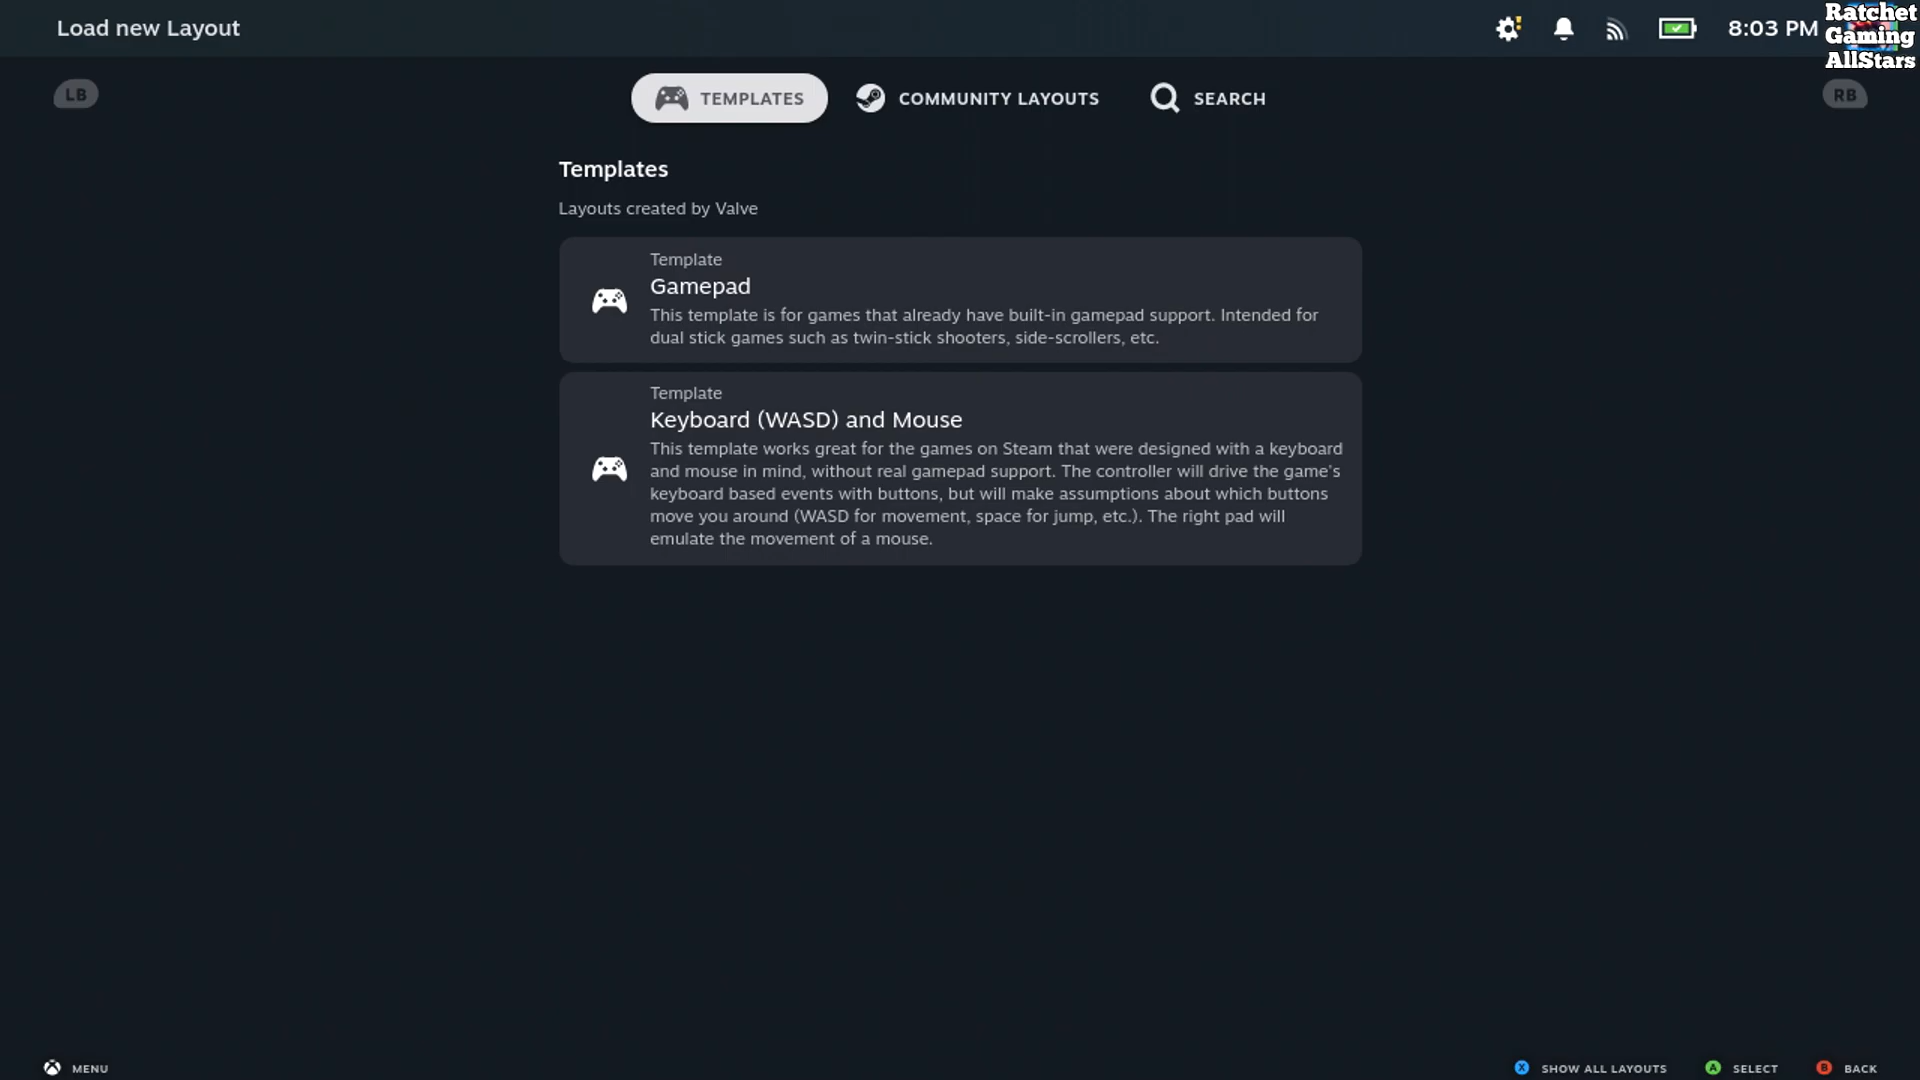 Load new Layout
8:03 PM
Ratchet
Gaming
AllStars
LB
TEMPLATES
COMMUNITY LAYOUTS
SEARCH
RB
Templates
Layouts created by Valve
Template
Gamepad
This template is for games that already have built-in gamepad support. Intended for
dual stick games such as twin-stick shooters, side-scrollers, etc.
Template
Keyboard (WASD) and Mouse
This template works great for the games on Steam that were designed with a keyboard
and mouse in mind, without real gamepad support. The controller will drive the game's
keyboard based events with buttons, but will make assumptions about which buttons
move you around (WASD for movement, space for jump, etc.). The right pad will
emulate the movement of a mouse.
MENU
X SHOW ALL LAYOUTS
A SELECT
B BACK